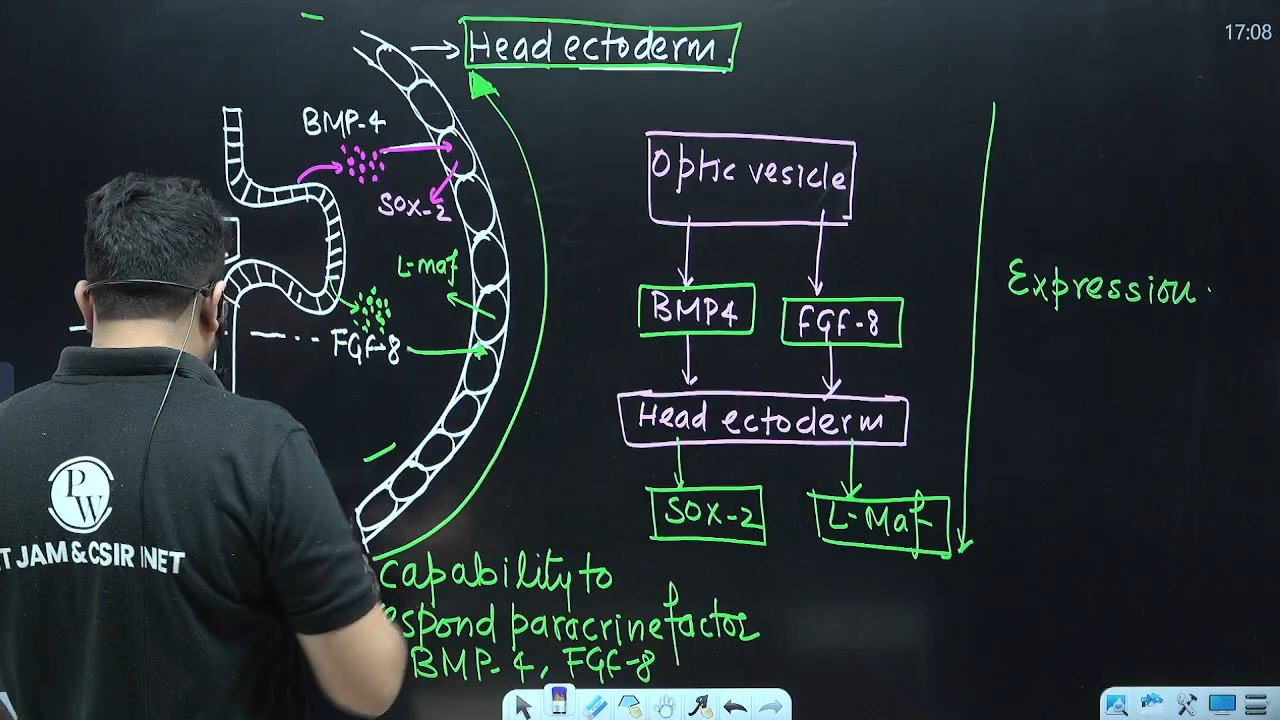 17:08
Head ectoderm.
BMP-4
Optic vesicle
SOX-2
L-maf
Expression.
BMP4
FGF-8
FGF-8
Head ectoderm
PW
SOX-2
L-Maf
T JAM & CSIR NET
capability to
espond paracrine factor
BMP-4, FGF-8